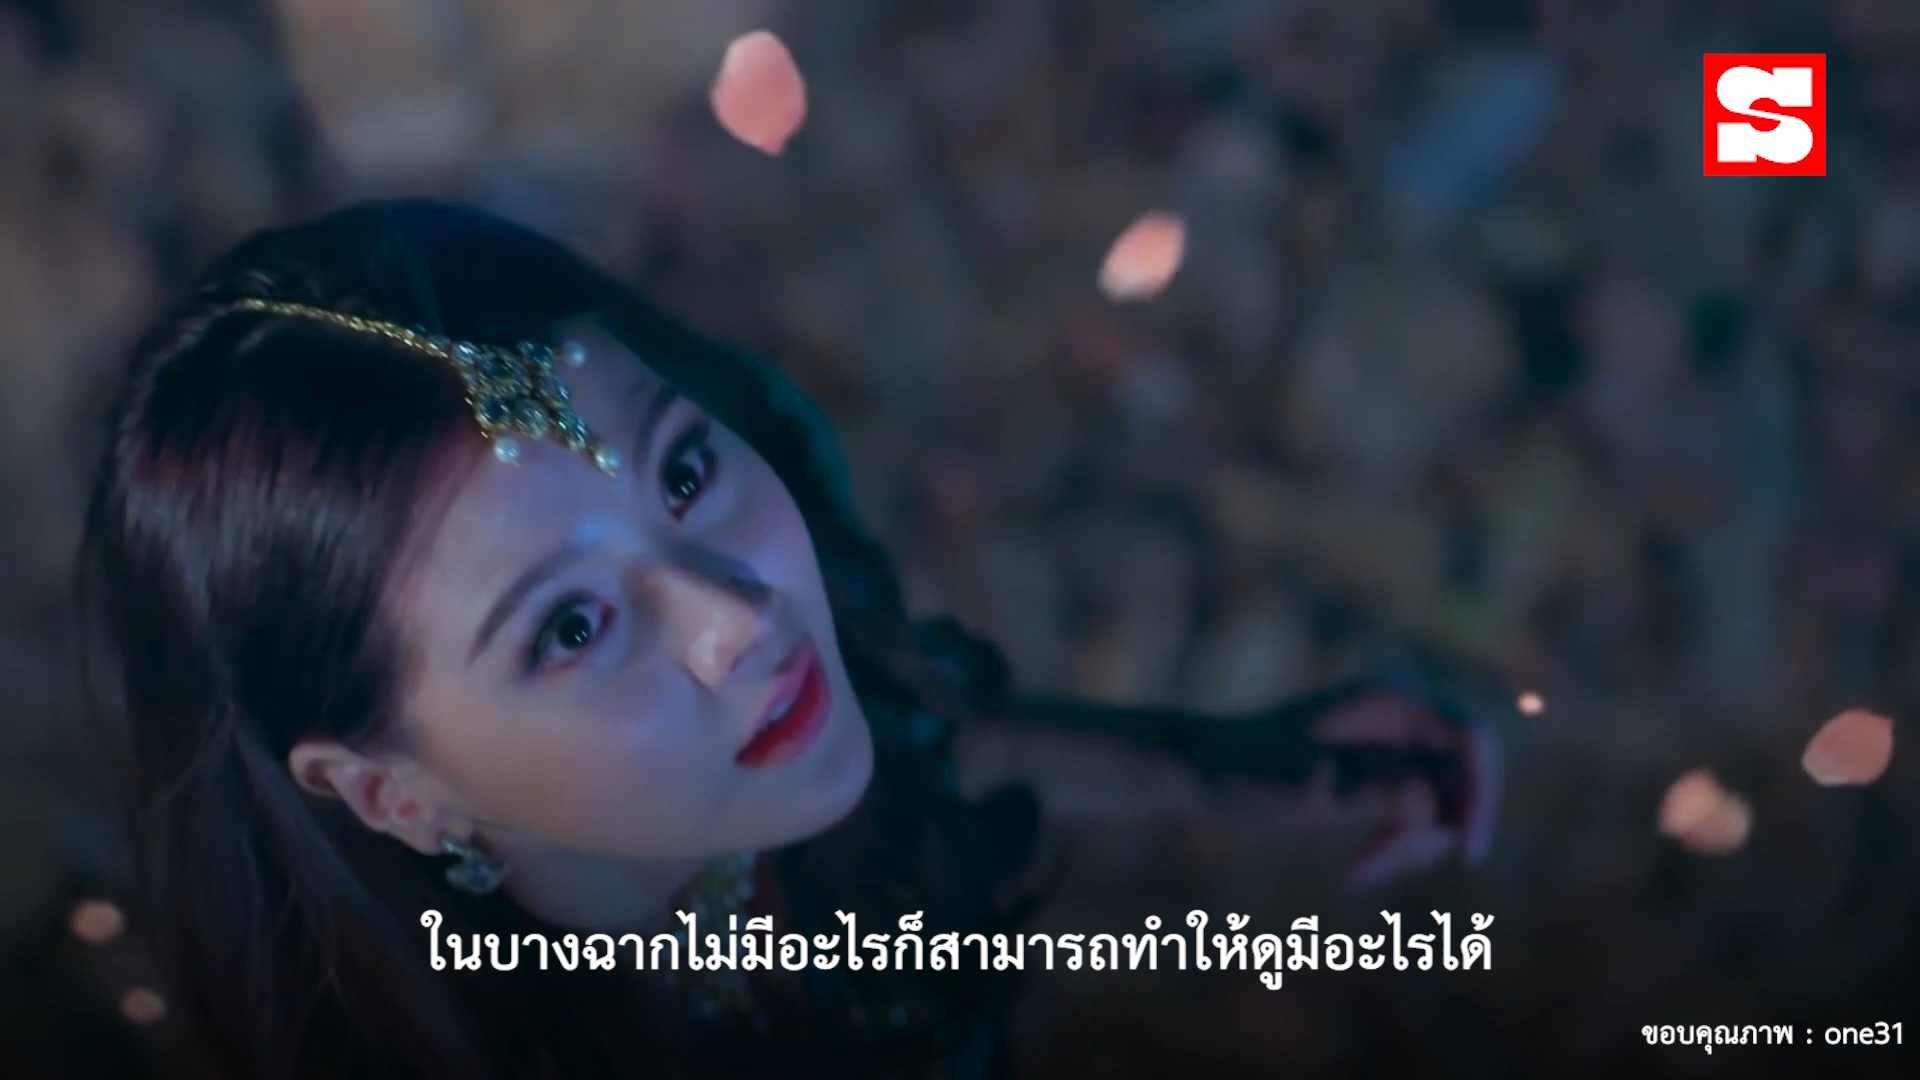 S
ในบางฉากไม่มีอะไรก็สามารถทำให้ดูมีอะไรได้
ขอบคุณภาพ : one31